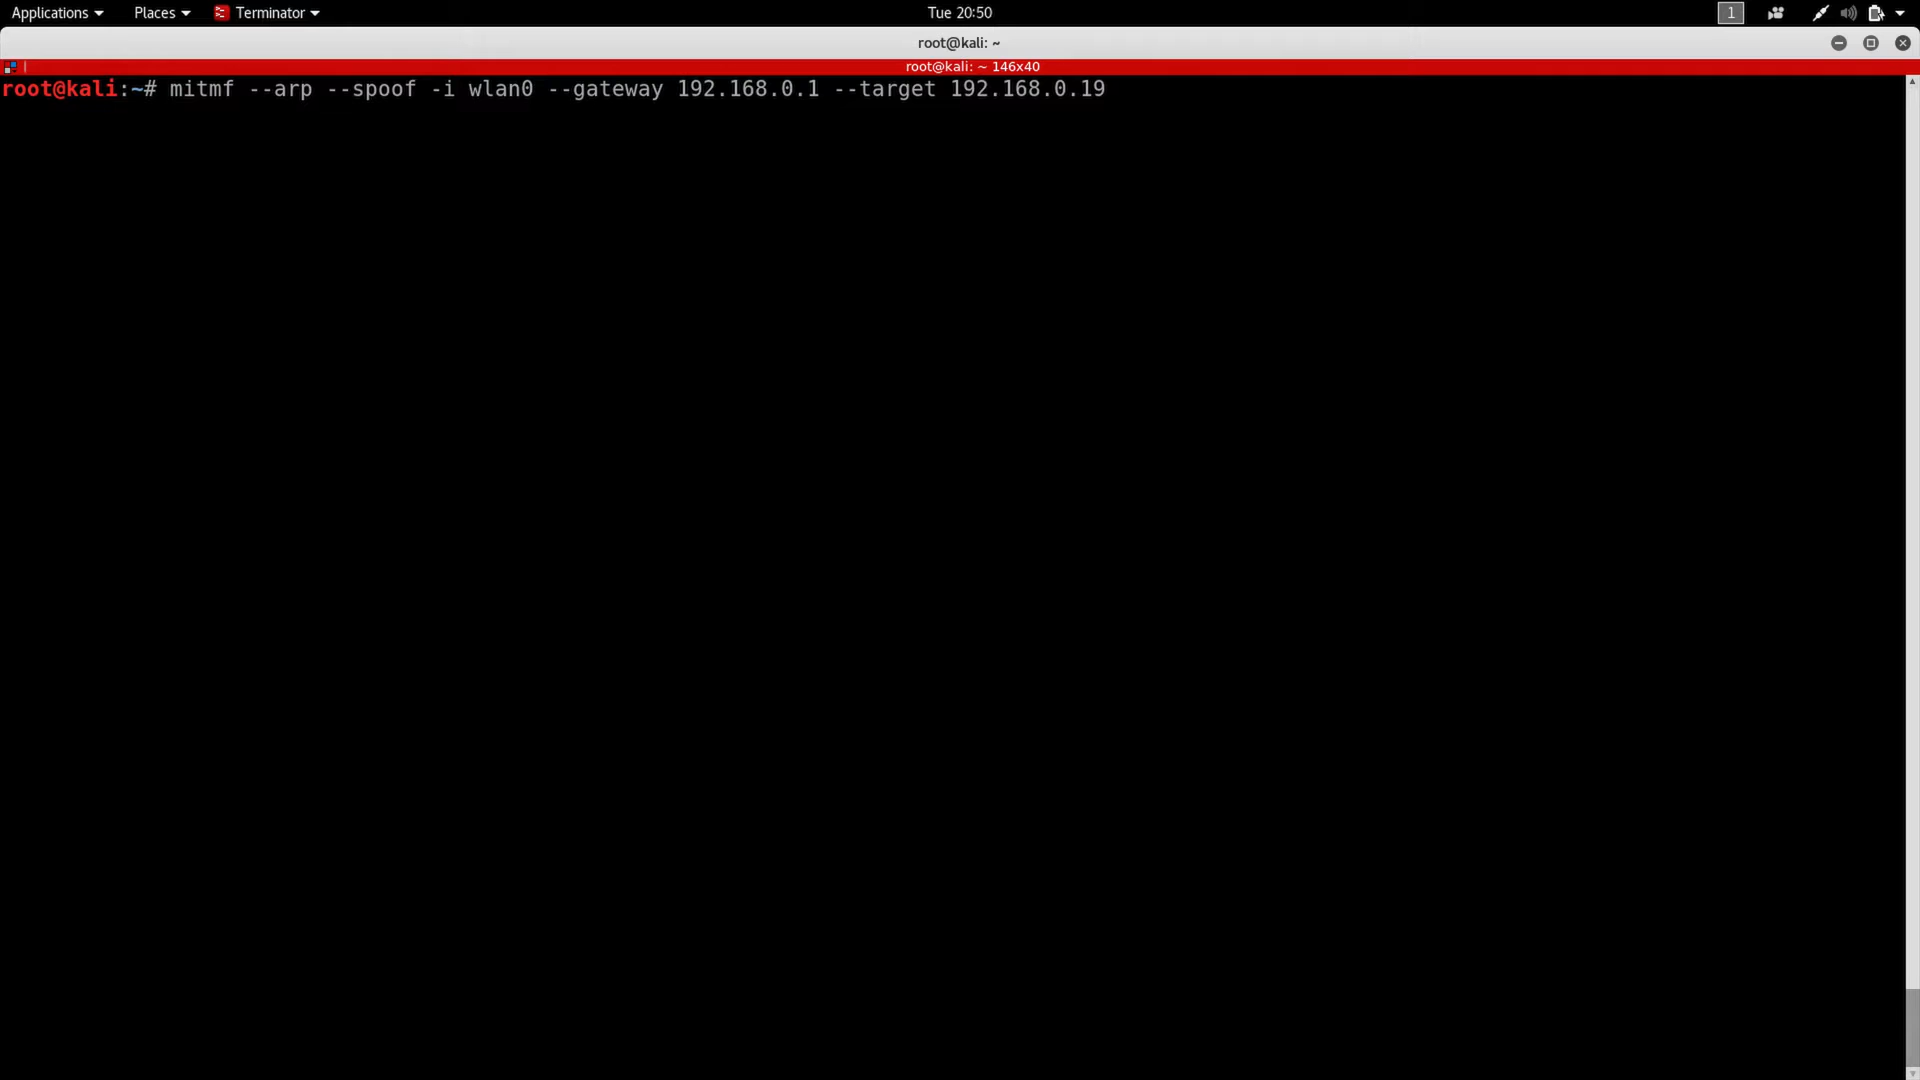 Applications Places Terminator Tue 20:50 1
root@kali: ~
root@kali: ~ 146x40
root@kali:~# mitmf --arp --spoof -i wlan0 --gateway 192.168.0.1 --target 192.168.0.19